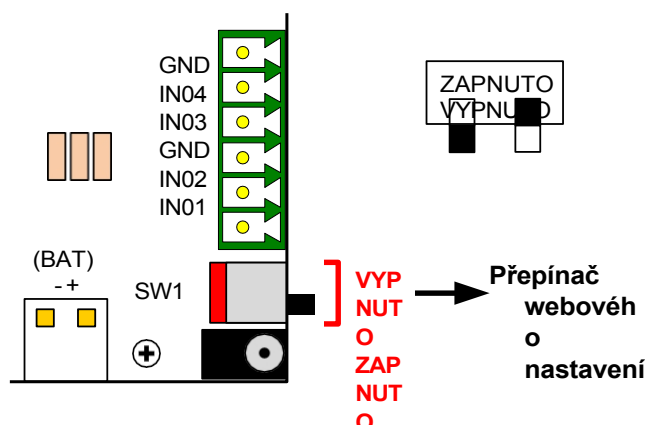 GND
IN04
IN03
GND
IN02
IN01
(BAT)
- +
SW1
VYP
NUT
O
ZAP
NUT
O
Přepínač
webovéh
o
nastavení
ZAPNUTO
VYPNUTO